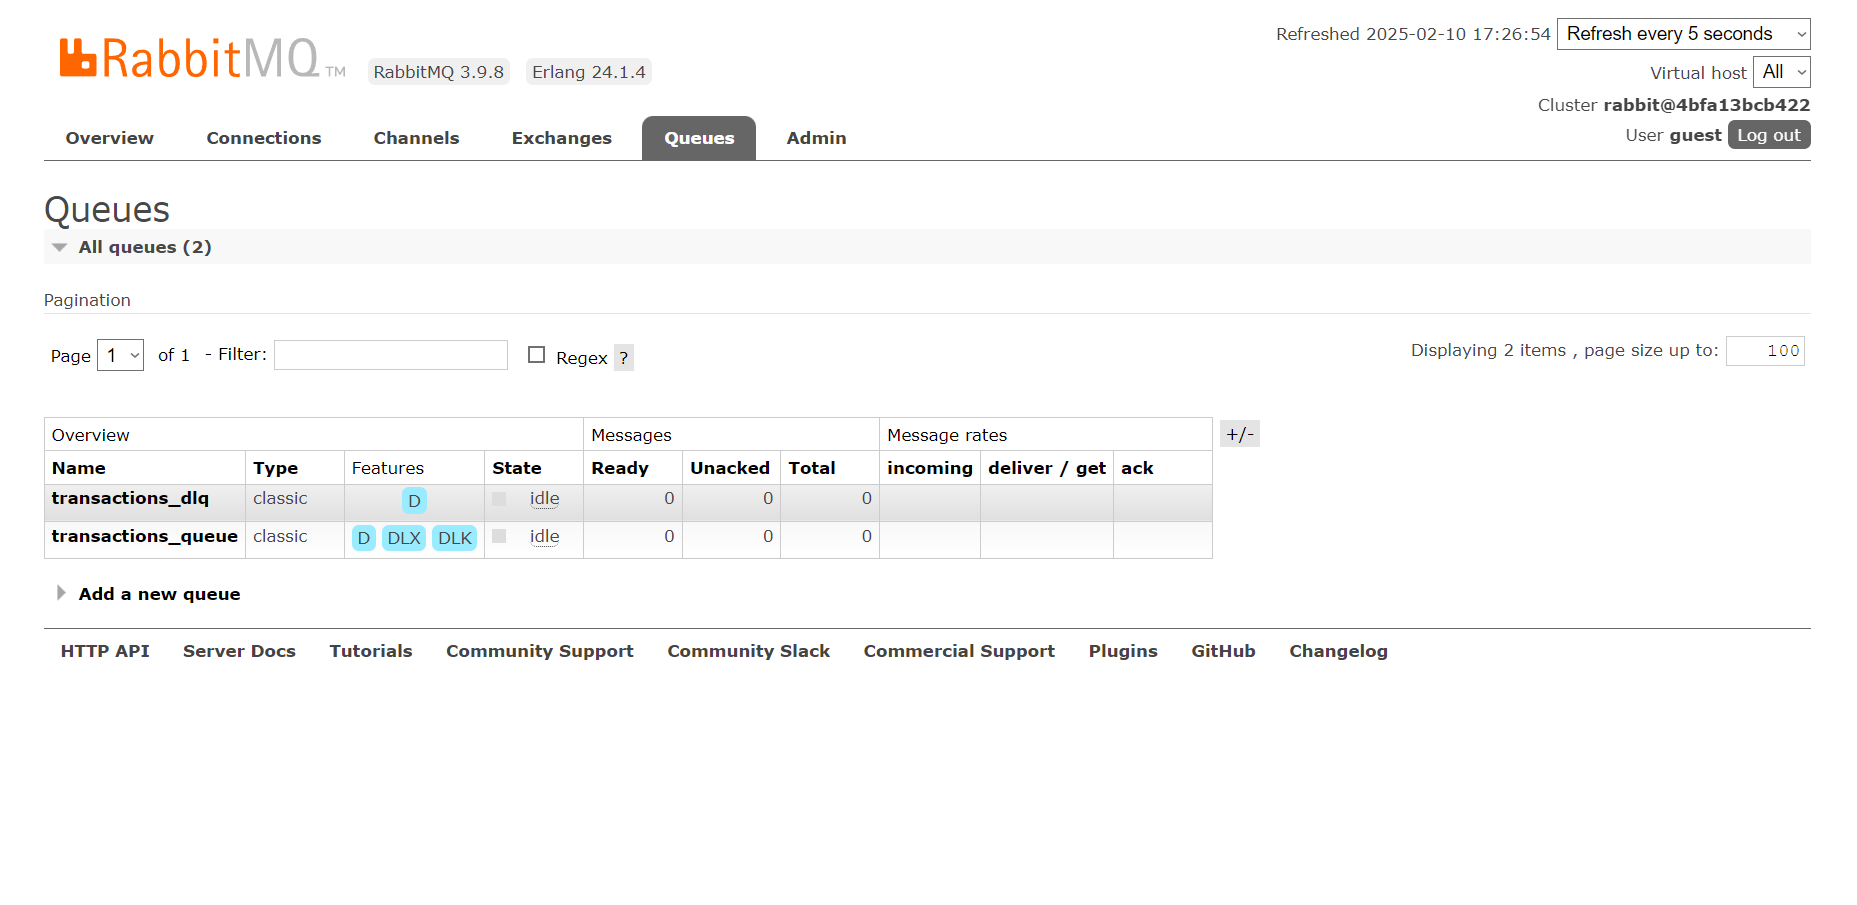 RabbitMQ TM RabbitMQ 3.9.8 Erlang 24.1.4
Refreshed 2025-02-10 17:26:54 Refresh every 5 seconds
Virtual host All
Cluster rabbit@4bfa13bcb422
User guest Log out
Overview Connections Channels Exchanges Queues Admin
Queues
All queues (2)
Pagination
Page 1 of 1 - Filter: Regex ? Displaying 2 items , page size up to: 100
Overview Messages Message rates +/-
Name Type Features State Ready Unacked Total incoming deliver / get ack
transactions_dlq classic D idle 0 0 0
transactions_queue classic D DLX DLK idle 0 0 0
Add a new queue
HTTP API Server Docs Tutorials Community Support Community Slack Commercial Support Plugins GitHub Changelog